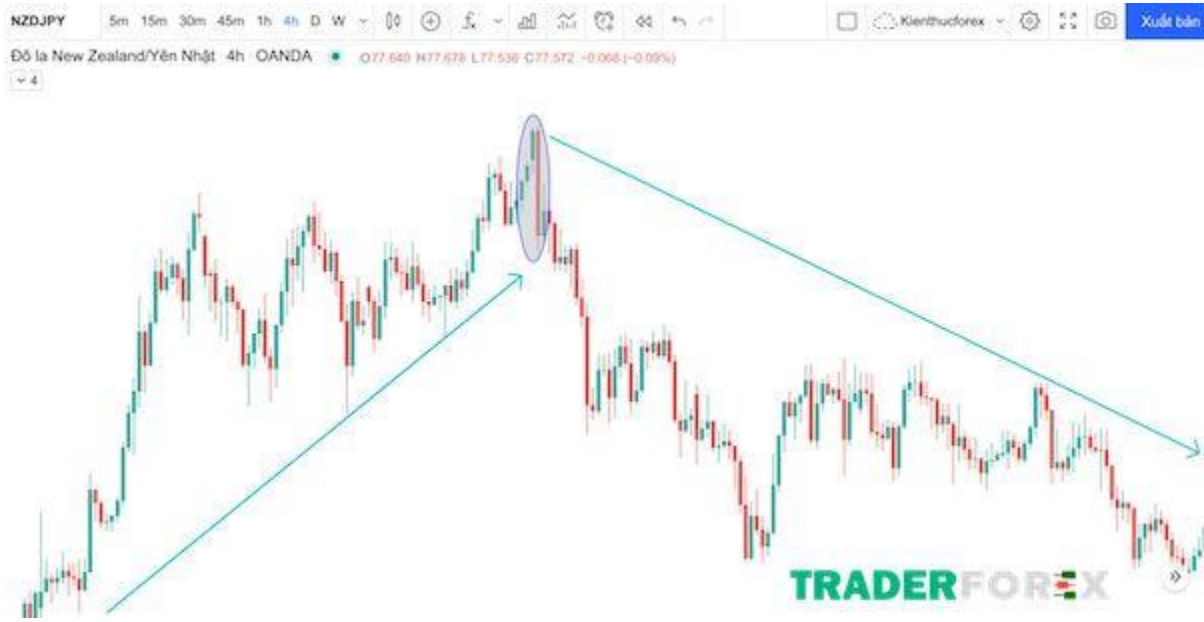 NZDJPY 5m 15m 30m 45m 1h 4h D W Kienthucforex Xuất bản
Đô la New Zealand/Yên Nhật 4h OANDA O77.640 H77.678 L77.536 C77.572 −0.068 (−0.09%)
4
TRADERFOREX